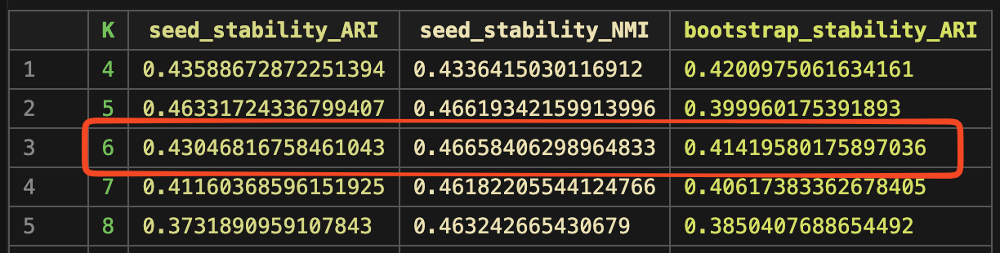 K seed_stability_ARI seed_stability_NMI bootstrap_stability_ARI
1 4 0.43588672872251394 0.4336415030116912 0.4200975061634161
2 5 0.46331724336799407 0.46619342159913996 0.399960175391893
3 6 0.43046816758461043 0.46658406298964833 0.41419580175897036
4 7 0.41160368596151925 0.46182205544124766 0.40617383362678405
5 8 0.3731890959107843 0.463242665430679 0.3850407688654492